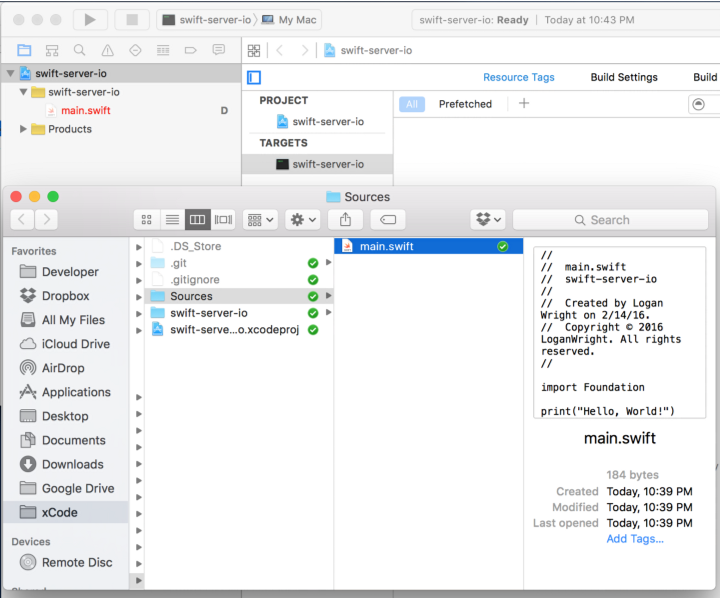 swift-server-io  My Mac
swift-server-io: Ready | Today at 10:43 PM
swift-server-io
swift-server-io
swift-server-io
main.swift D
Products
Resource Tags Build Settings Build
PROJECT
swift-server-io
TARGETS
swift-server-io
All Prefetched +
Sources
Search
Favorites
Developer
Dropbox
All My Files
iCloud Drive
AirDrop
Applications
Desktop
Documents
Downloads
Google Drive
xCode
Devices
Remote Disc
.DS_Store
.git
.gitignore
Sources
swift-server-io
swift-serve...o.xcodeproj
main.swift
//
// main.swift
// swift-server-io
//
// Created by Logan
Wright on 2/14/16.
// Copyright © 2016
LoganWright. All rights
reserved.
//
import Foundation
print("Hello, World!")
main.swift
184 bytes
Created Today, 10:39 PM
Modified Today, 10:39 PM
Last opened Today, 10:39 PM
Add Tags...